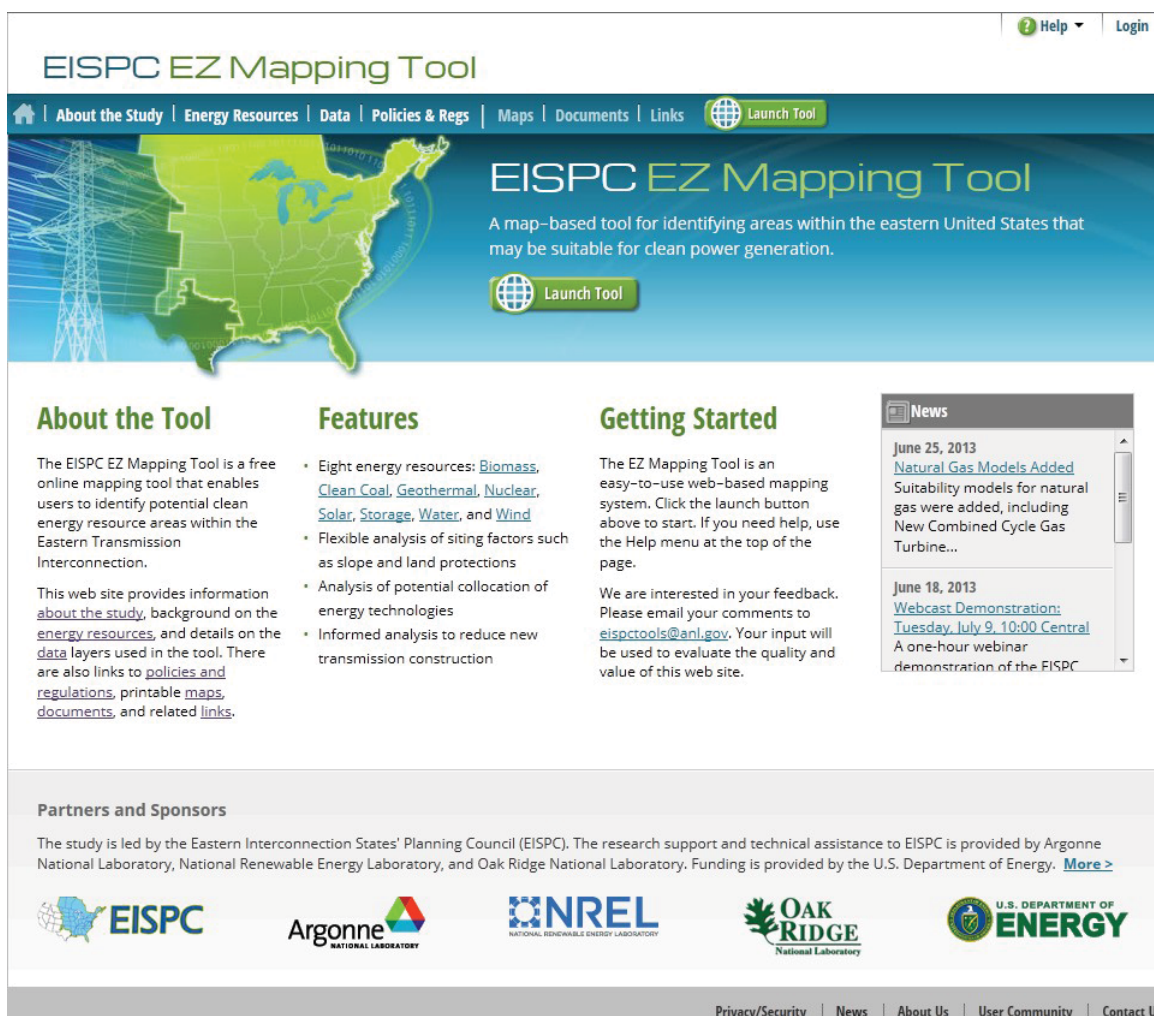 Help
Login
EISPC EZ Mapping Tool
About the Study | Energy Resources | Data | Policies & Regs | Maps | Documents | Links
Launch Tool
EISPC EZ Mapping Tool
A map-based tool for identifying areas within the eastern United States that
may be suitable for clean power generation.
Launch Tool
About the Tool
The EISPC EZ Mapping Tool is a free
online mapping tool that enables
users to identify potential clean
energy resource areas within the
Eastern Transmission
Interconnection.
This web site provides information
about the study, background on the
energy resources, and details on the
data layers used in the tool. There
are also links to policies and
regulations, printable maps,
documents, and related links.
Features
• Eight energy resources: Biomass,
Clean Coal, Geothermal, Nuclear,
Solar, Storage, Water, and Wind
• Flexible analysis of siting factors such
as slope and land protections
• Analysis of potential collocation of
energy technologies
• Informed analysis to reduce new
transmission construction
Getting Started
The EZ Mapping Tool is an
easy-to-use web-based mapping
system. Click the launch button
above to start. If you need help, use
the Help menu at the top of the
page.
We are interested in your feedback.
Please email your comments to
eispctools@anl.gov. Your input will
be used to evaluate the quality and
value of this web site.
News
June 25, 2013
Natural Gas Models Added
Suitability models for natural
gas were added, including
New Combined Cycle Gas
Turbine...
June 18, 2013
Webcast Demonstration:
Tuesday, July 9, 10:00 Central
A one-hour webinar
demonstration of the EISPC
Partners and Sponsors
The study is led by the Eastern Interconnection States' Planning Council (EISPC). The research support and technical assistance to EISPC is provided by Argonne
National Laboratory, National Renewable Energy Laboratory, and Oak Ridge National Laboratory. Funding is provided by the U.S. Department of Energy. More >
EISPC
Argonne
NATIONAL LABORATORY
NREL
NATIONAL RENEWABLE ENERGY LABORATORY
OAK
RIDGE
National Laboratory
U.S. DEPARTMENT OF
ENERGY
Privacy/Security | News | About Us | User Community | Contact U